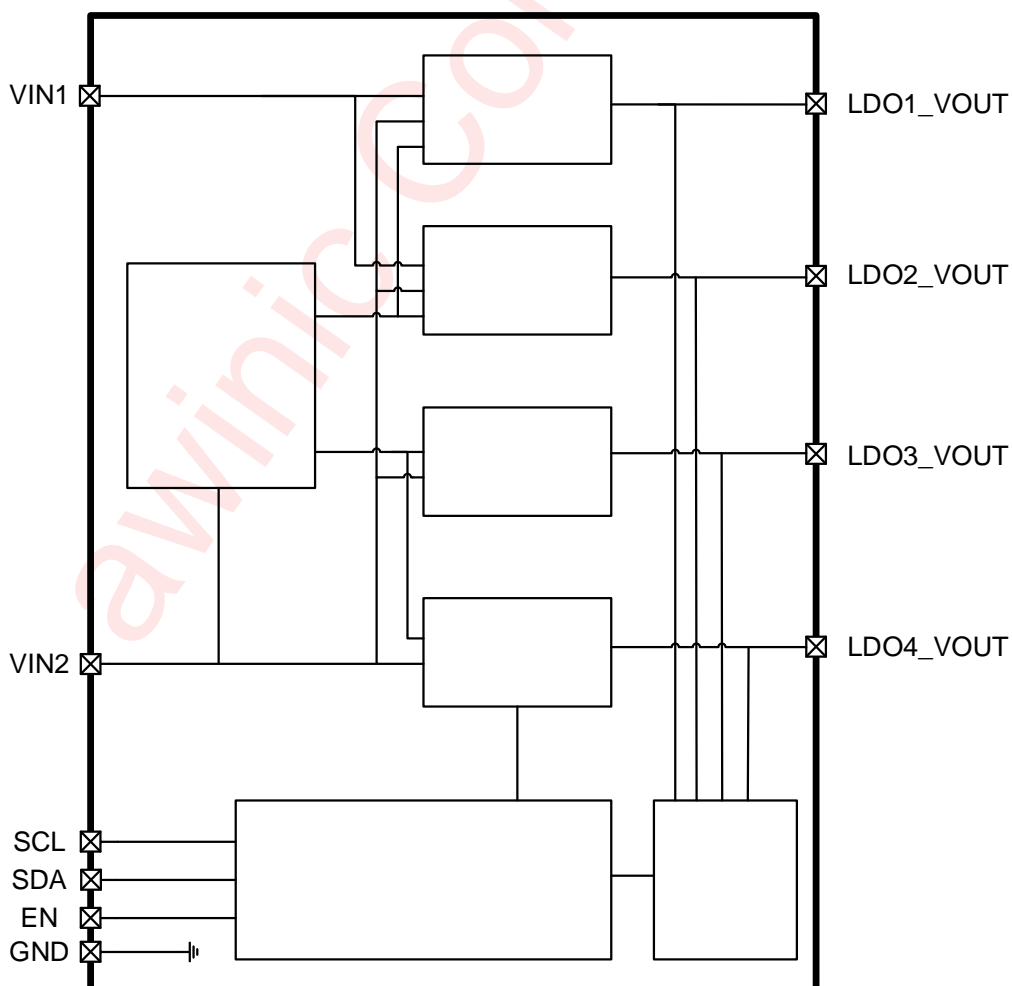 VIN1
LDO1_VOUT
LDO2_VOUT
LDO3_VOUT
VIN2
LDO4_VOUT
SCL
SDA
EN
GND
awinic Co